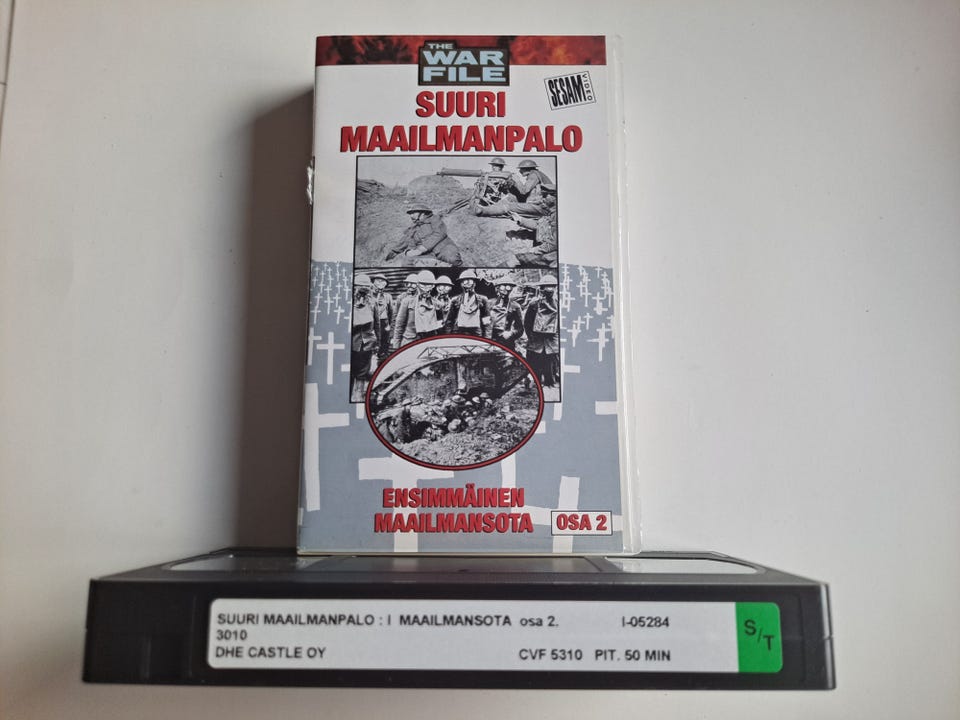 THE
WAR
FILE
SESAM
VIDEO
SUURI
MAAILMANPALO
ENSIMMÄINEN
MAAILMANSOTA
OSA 2
SUURI MAAILMANPALO : I MAAILMANSOTA osa 2. I-05284
3010
DHE CASTLE OY CVF 5310 PIT. 50 MIN
S/T